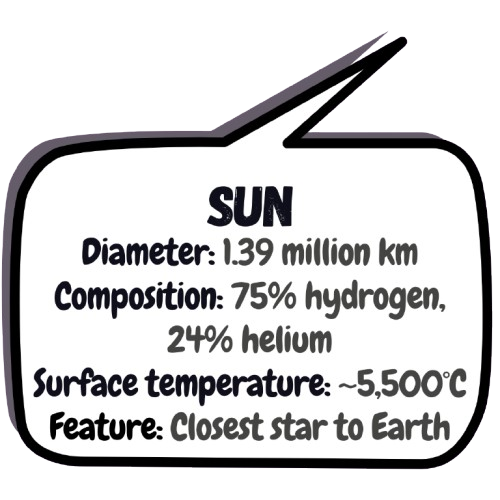 SUN
Diameter: 1.39 million km
Composition: 75% hydrogen,
24% helium
Surface temperature: ~5,500°C
Feature: Closest star to Earth